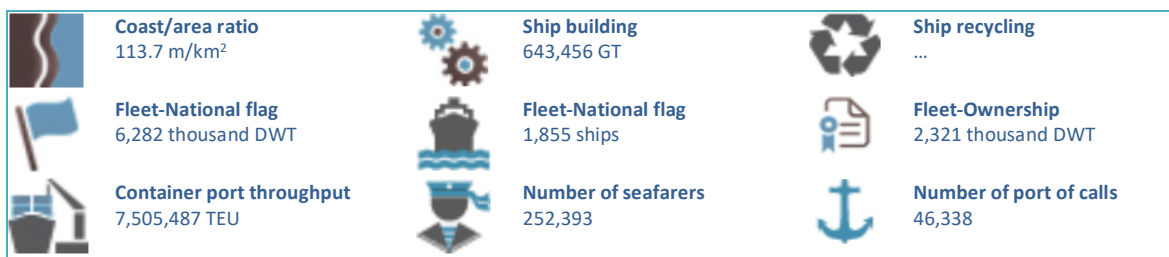 Coast/area ratio
113.7 m/km²
Ship building
643,456 GT
Ship recycling
...
Fleet-National flag
6,282 thousand DWT
Fleet-National flag
1,855 ships
Fleet-Ownership
2,321 thousand DWT
Container port throughput
7,505,487 TEU
Number of seafarers
252,393
Number of port of calls
46,338